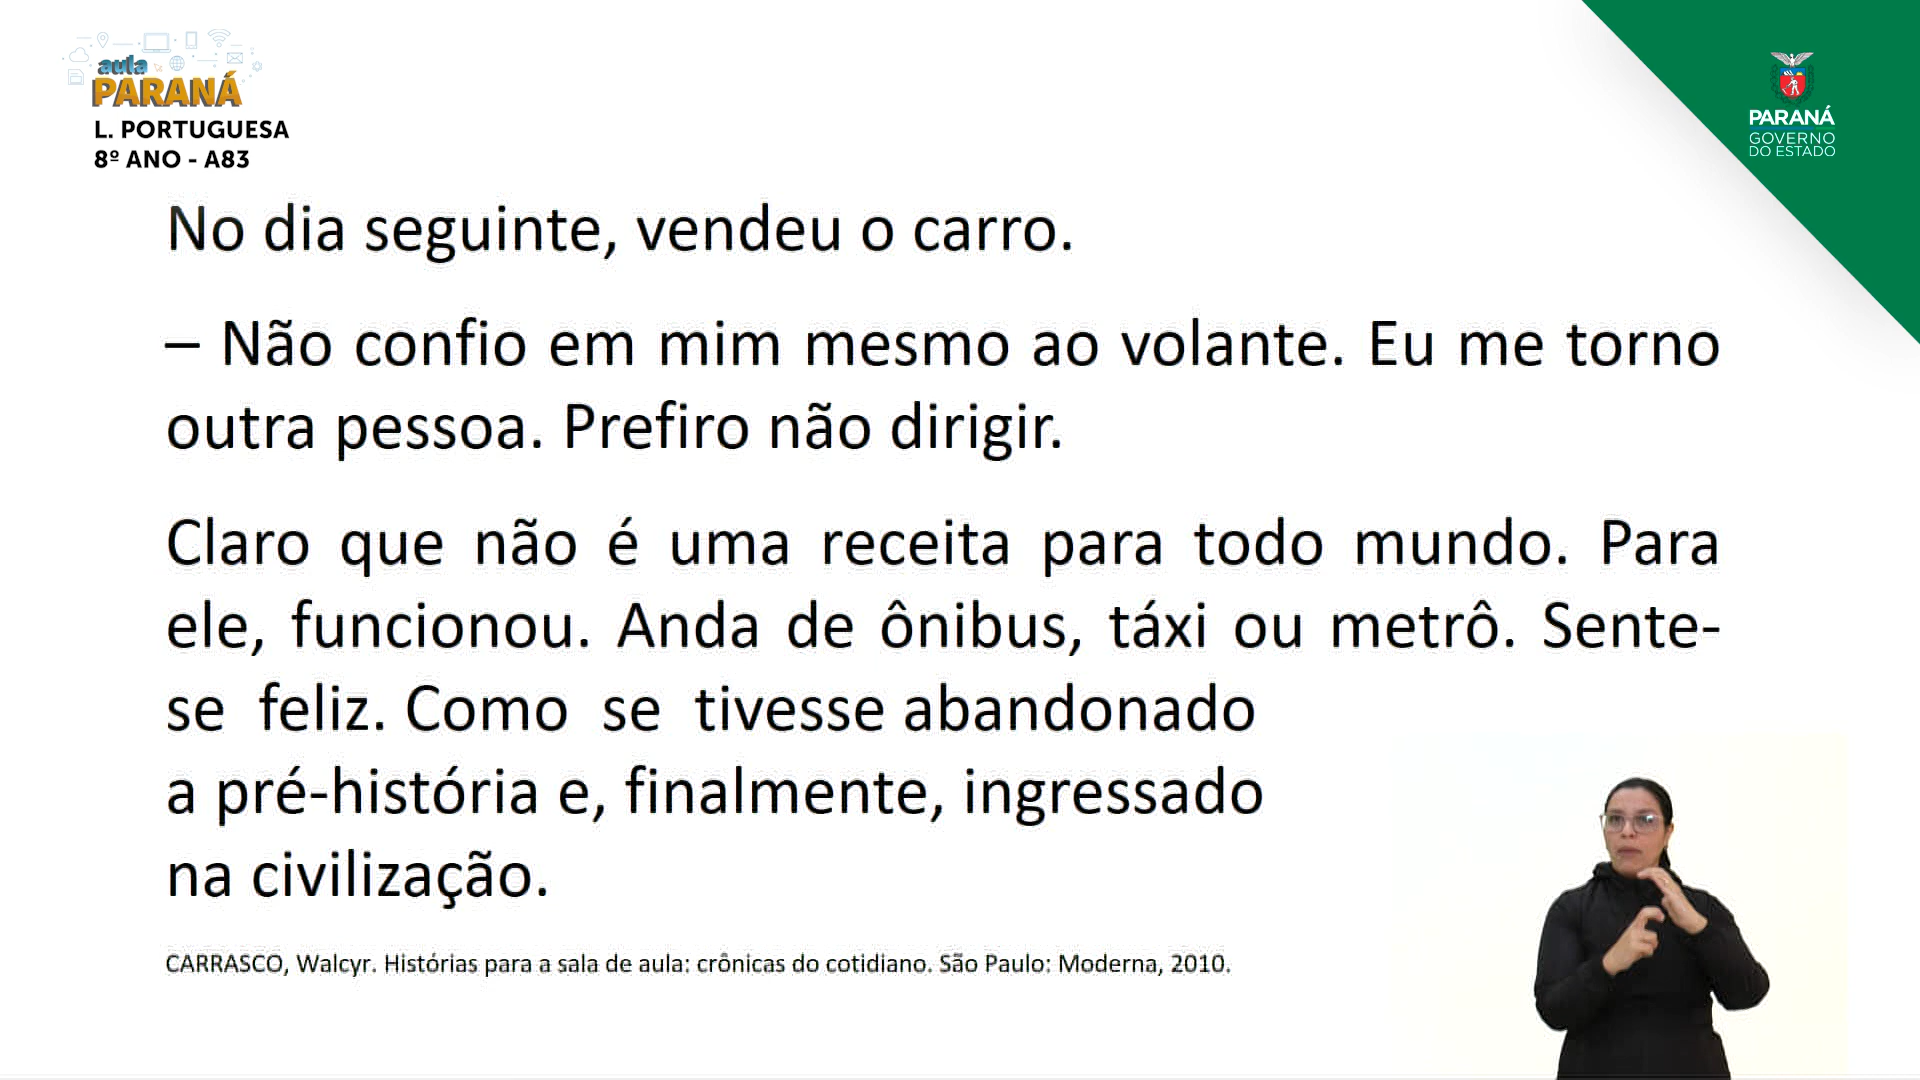 aula
PARANÁ
L. PORTUGUESA
8º ANO - A83
PARANÁ
GOVERNO
DO ESTADO
No dia seguinte, vendeu o carro.
– Não confio em mim mesmo ao volante. Eu me torno
outra pessoa. Prefiro não dirigir.
Claro que não é uma receita para todo mundo. Para
ele, funcionou. Anda de ônibus, táxi ou metrô. Sente-
se feliz. Como se tivesse abandonado
a pré-história e, finalmente, ingressado
na civilização.
CARRASCO, Walcyr. Histórias para a sala de aula: crônicas do cotidiano. São Paulo: Moderna, 2010.